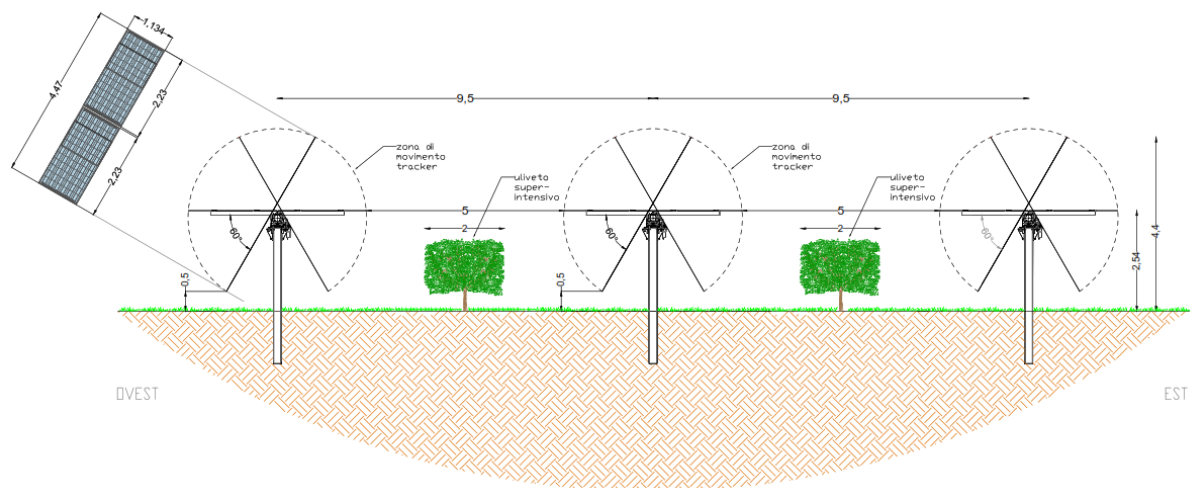 1,134
4,47
2,23
2,23
9,5
9,5
zona di
movimento
tracker
zona di
movimento
tracker
uliveto
super-
intensivo
uliveto
super-
intensivo
5
5
2
2
60°
60°
60°
0,5
0,5
2,54
4,4
OVEST
EST